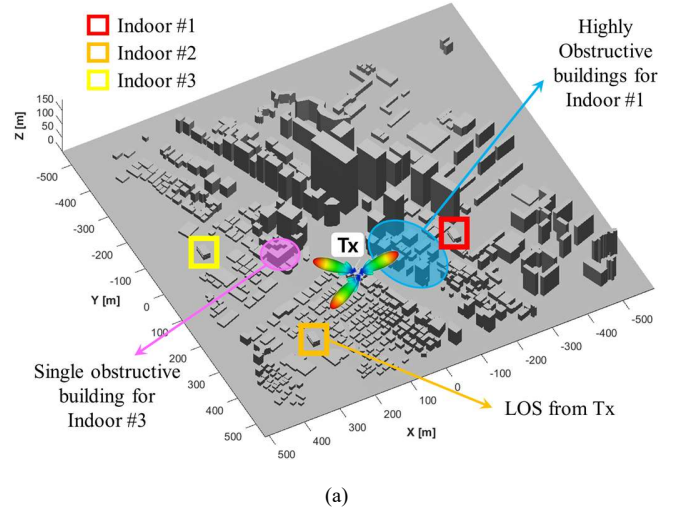 Indoor #1
Indoor #2
Indoor #3
Highly
Obstructive
buildings for
Indoor #1
Z [m]
150
100
50
0
-500
-400
-300
-200
-100
0
100
200
300
400
500
Y [m]
Tx
Single obstructive
building for
Indoor #3
LOS from Tx
500
400
300
200
100
0
-100
-200
-300
-400
-500
X [m]
(a)